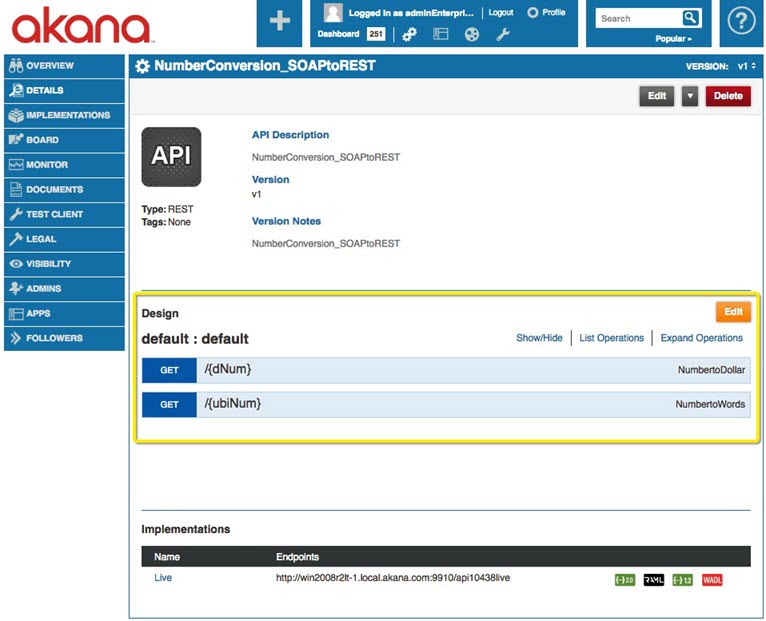 akana
Logged in as adminEnterpri... Logout Profile
Dashboard 251
Search
Popular
?
OVERVIEW
DETAILS
IMPLEMENTATIONS
BOARD
MONITOR
DOCUMENTS
TEST CLIENT
LEGAL
VISIBILITY
ADMINS
APPS
FOLLOWERS
NumberConversion_SOAPtoREST VERSION: v1
Edit Delete
API
API Description
NumberConversion_SOAPtoREST
Version
v1
Type: REST
Tags: None
Version Notes
NumberConversion_SOAPtoREST
Design Edit
default : default Show/Hide List Operations Expand Operations
GET /{dNum} NumbertoDollar
GET /{ubiNum} NumbertoWords
Implementations
Name Endpoints
Live http://win2008r2lt-1.local.akana.com:9910/api10438live {··}2.0 RAML {··}1.2 WADL